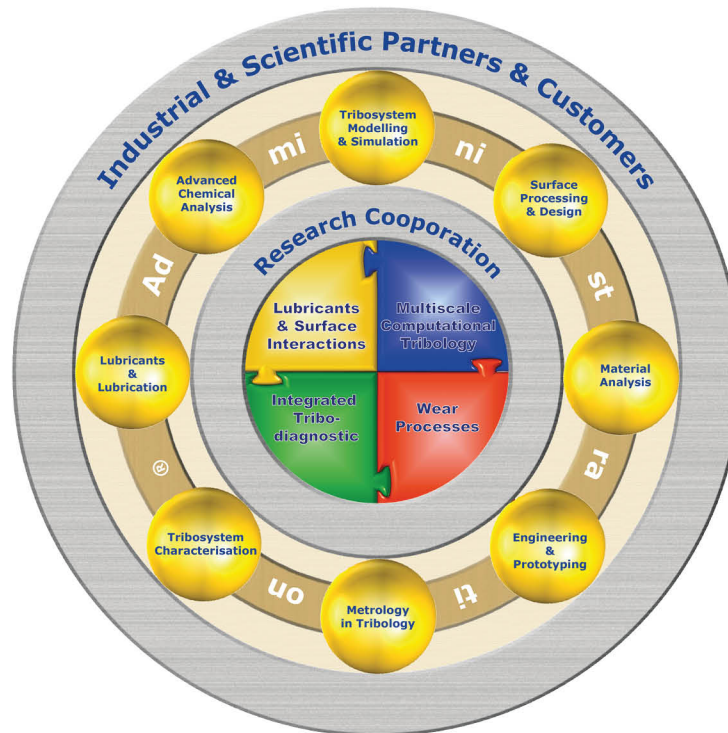 Industrial & Scientific Partners & Customers
Tribosystem
Modelling
& Simulation
Surface
Processing
& Design
Material
Analysis
Engineering
&
Prototyping
Metrology
in Tribology
Tribosystem
Characterisation
Lubricants
&
Lubrication
Advanced
Chemical
Analysis
Ad
mi
ni
st
ra
ti
on
®
Research Cooporation
Lubricants
& Surface
Interactions
Multiscale
Computational
Tribology
Integrated
Tribo-
diagnostic
Wear
Processes